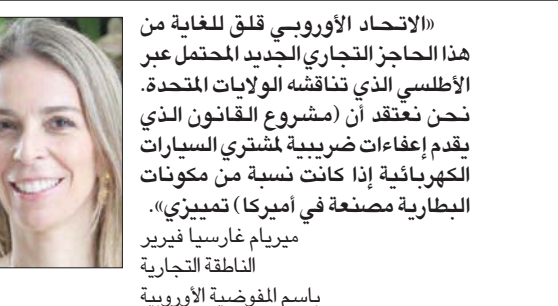 «الاتحاد الأوروبي قلق للغاية من
هذا الحاجز التجاري الجديد المحتمل عبر
الأطلسي الذي تناقشه الولايات المتحدة.
نحن نعتقد أن (مشروع القانون الذي
يقدم إعفاءات ضريبية لمشتري السيارات
الكهربائية إذا كانت نسبة من مكونات
البطارية مصنعة في أميركا) تمييزي».
ميريام غارسيا فيرير
الناطقة التجارية
باسم المفوضية الأوروبية